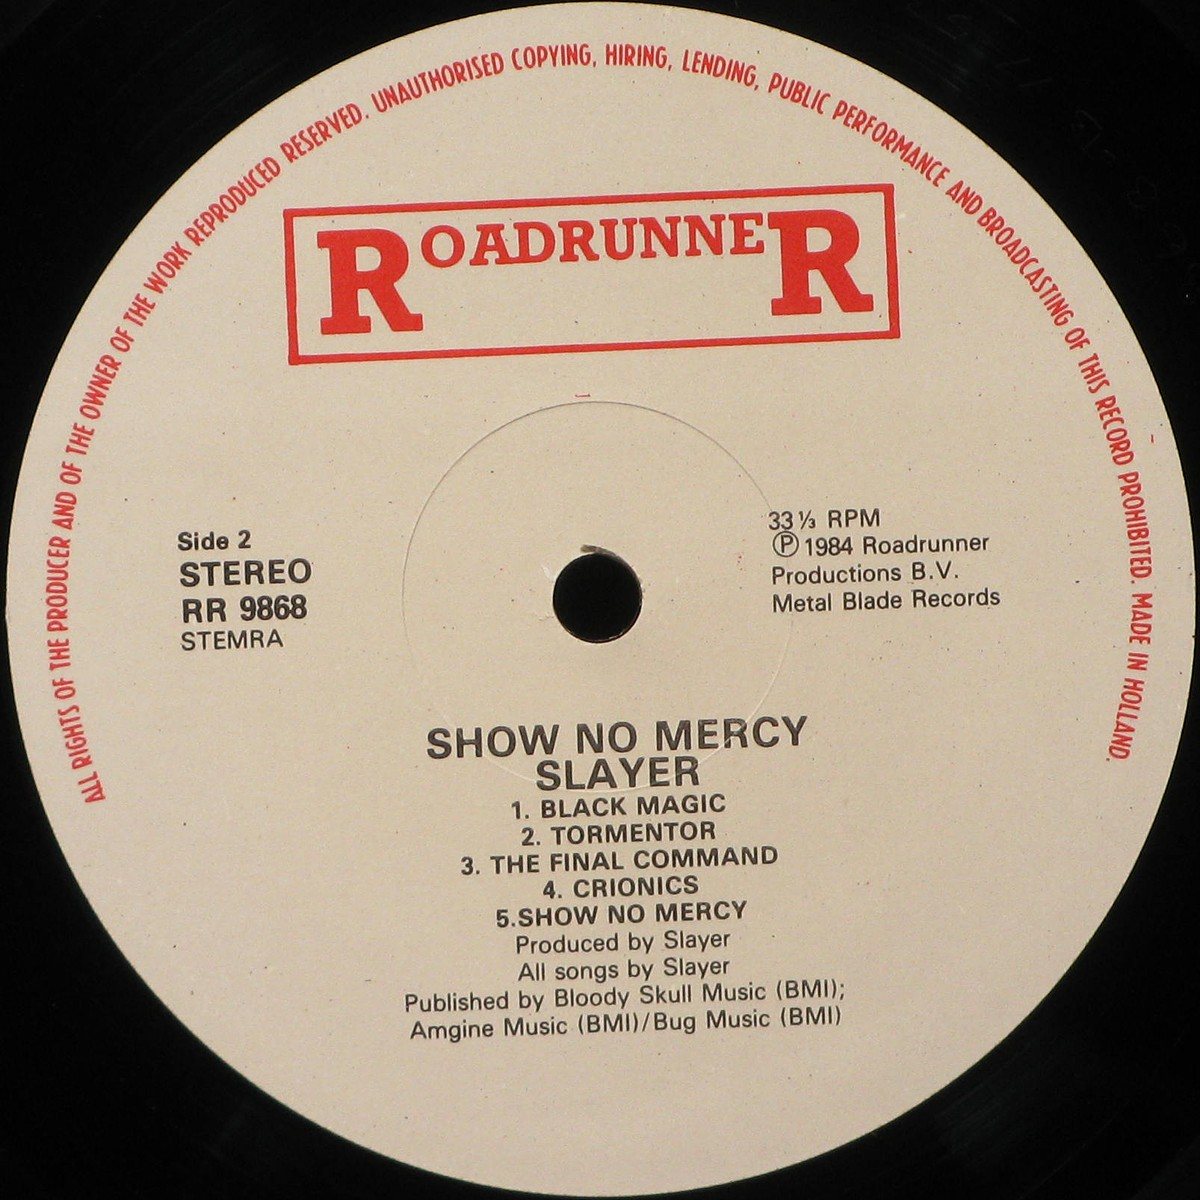 ALL RIGHTS OF THE PRODUCER AND OF THE OWNER OF THE WORK REPRODUCED RESERVED. UNAUTHORISED COPYING, HIRING, LENDING, PUBLIC PERFORMANCE AND BROADCASTING OF THIS RECORD PROHIBITED. MADE IN HOLLAND.
ROADRUNNER
Side 2
STEREO
RR 9868
STEMRA
33 ⅓ RPM
Ⓟ 1984 Roadrunner
Productions B.V.
Metal Blade Records
SHOW NO MERCY
SLAYER
1. BLACK MAGIC
2. TORMENTOR
3. THE FINAL COMMAND
4. CRIONICS
5.SHOW NO MERCY
Produced by Slayer
All songs by Slayer
Published by Bloody Skull Music (BMI);
Amgine Music (BMI)/Bug Music (BMI)